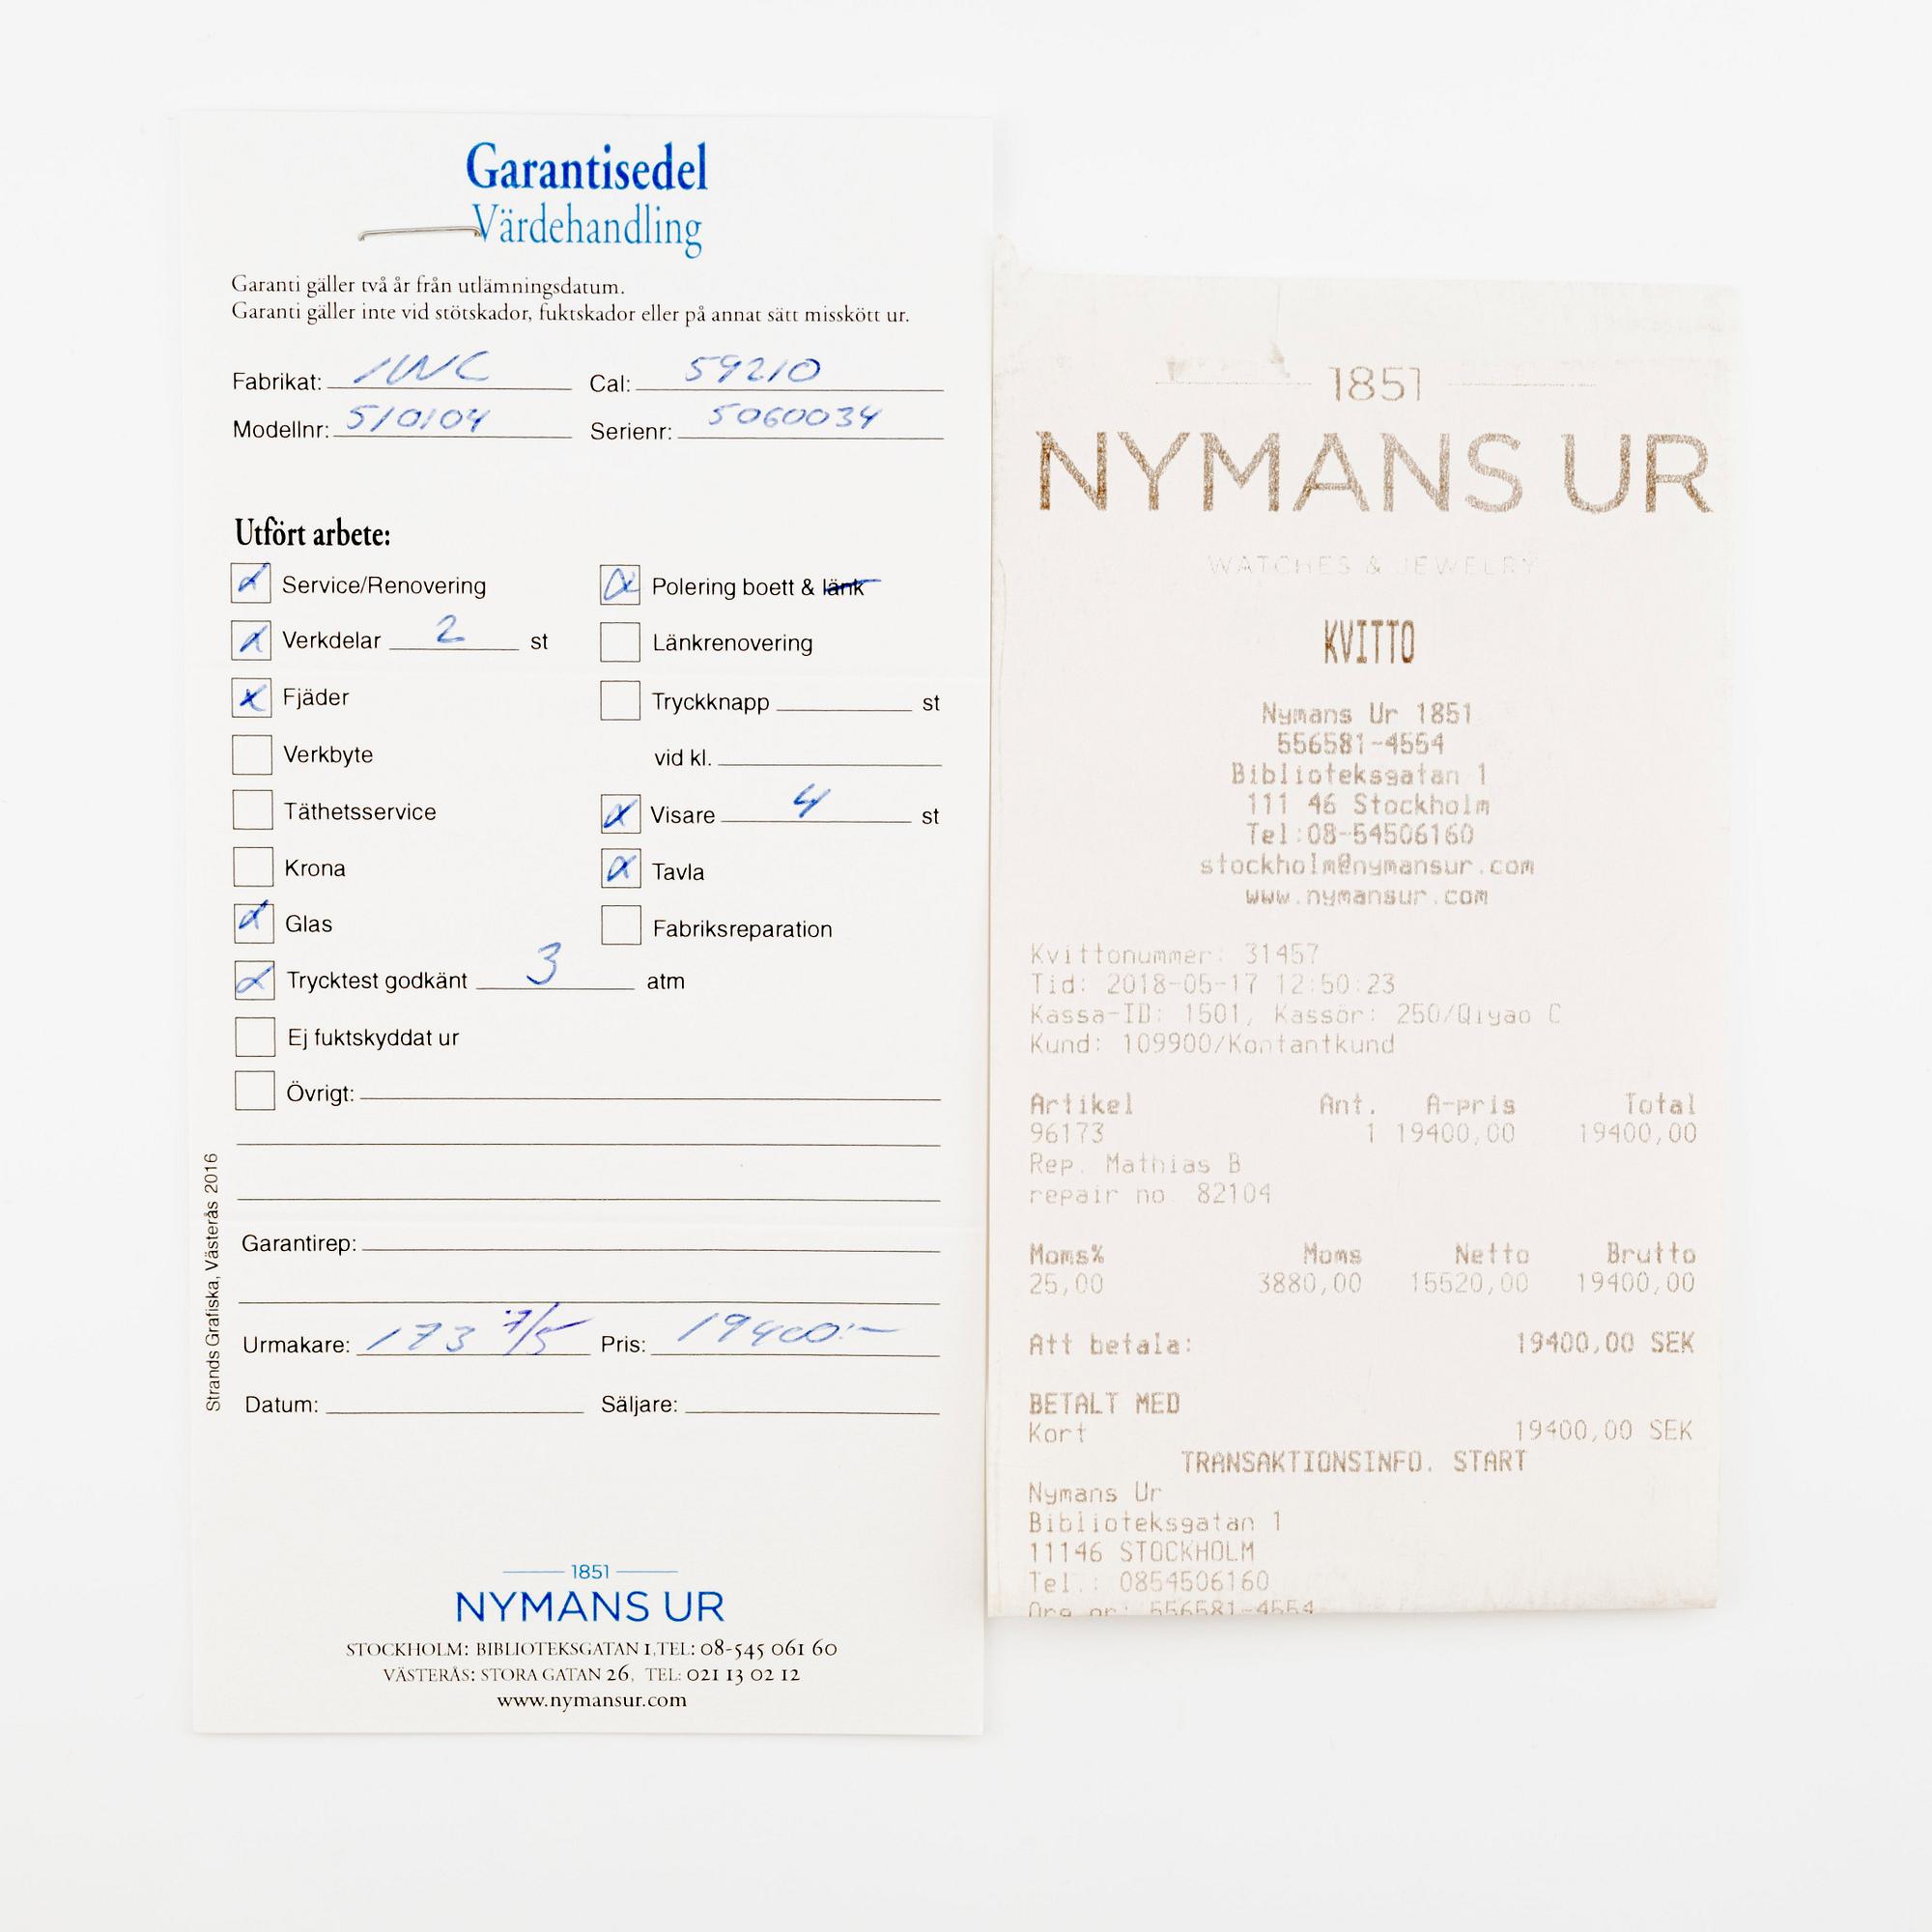 Garantisedel
Värdehandling
Garanti gäller två år från utlämningsdatum.
Garanti gäller inte vid stötskador, fuktskador eller på annat sätt misskött ur.
Fabrikat: IWC Cal: 59210
Modellnr: 510104 Serienr: 5060034
Utfört arbete:
Service/Renovering Polering boett & länk
Verkdelar 2 st Länkrenovering
Fjäder Tryckknapp st
Verkbyte vid kl.
Täthetsservice Visare 4 st
Krona Tavla
Glas Fabriksreparation
Trycktest godkänt 3 atm
Ej fuktskyddat ur
Övrigt:
Garantirep:
Urmakare: 173 7/5 Pris: 19400:-
Datum: Säljare:
Strands Grafiska, Västerås 2016
1851
NYMANS UR
STOCKHOLM: BIBLIOTEKSGATAN 1, TEL: 08-545 061 60
VÄSTERÅS: STORA GATAN 26, TEL: 021 13 02 12
www.nymansur.com
1851
NYMANS UR
WATCHES & JEWELRY
KVITTO
Nymans Ur 1851
556581-4554
Biblioteksgatan 1
111 46 Stockholm
Tel:08-54506160
stockholm@nymansur.com
www.nymansur.com
Kvittonummer: 31457
Tid: 2018-05-17 12:50:23
Kassa-ID: 1501, Kassör: 250/Qiyao C
Kund: 109900/Kontantkund
Artikel Ant. A-pris Total
96173 1 19400,00 19400,00
Rep. Mathias B
repair no. 82104
Moms% Moms Netto Brutto
25,00 3880,00 15520,00 19400,00
Att betala: 19400,00 SEK
BETALT MED
Kort 19400,00 SEK
TRANSAKTIONSINFO. START
Nymans Ur
Biblioteksgatan 1
11146 STOCKHOLM
Tel.: 0854506160
Org nr: 556581-4554